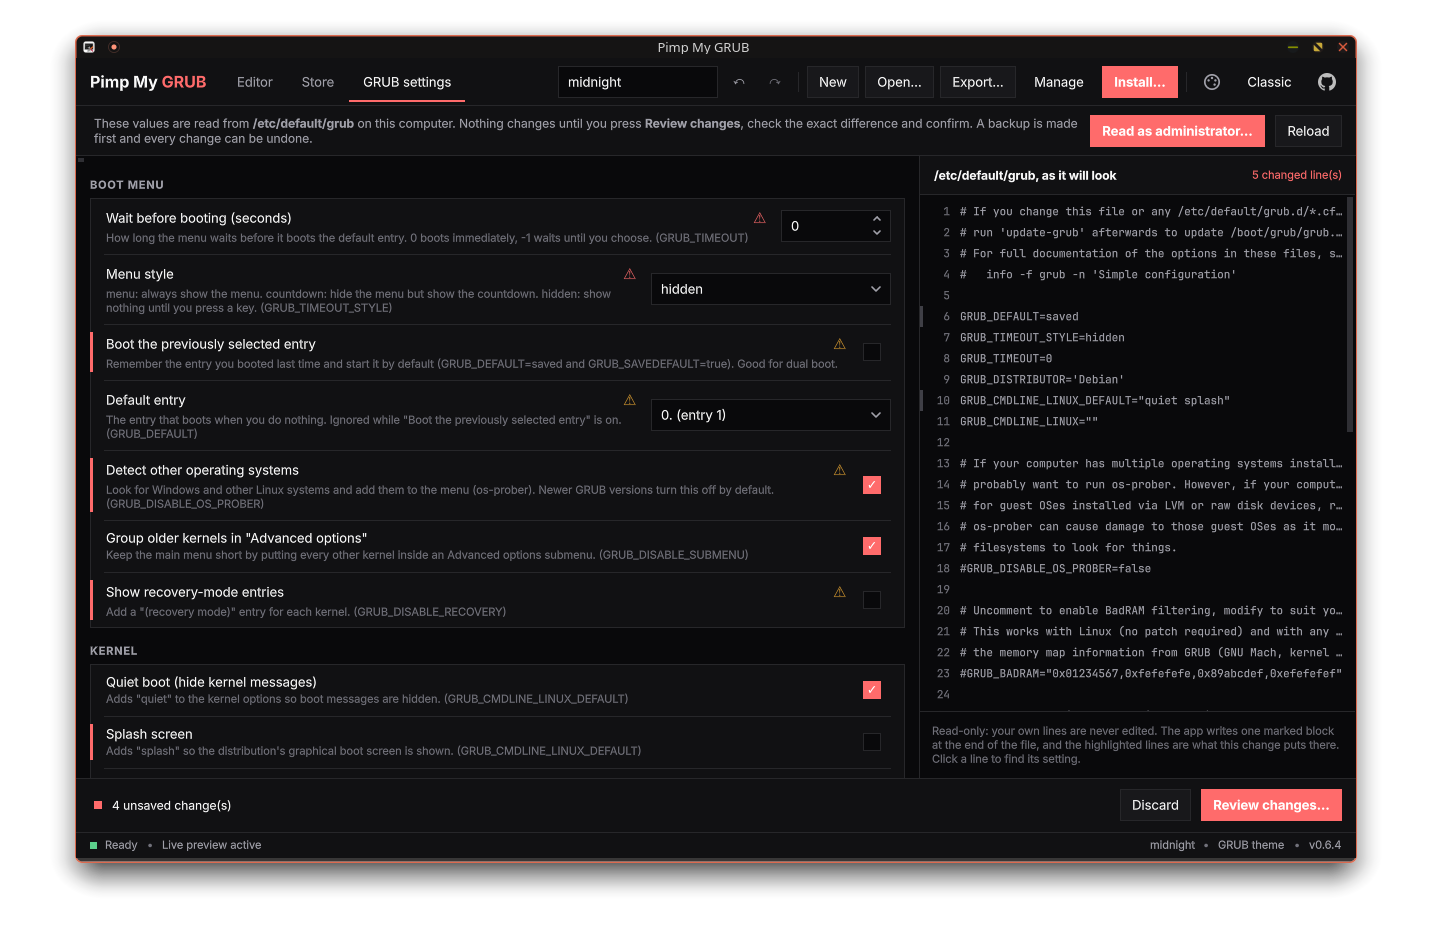 Pimp My GRUB
Pimp My GRUB
Editor
Store
GRUB settings
midnight
New
Open...
Export...
Manage
Install...
Classic
These values are read from /etc/default/grub on this computer. Nothing changes until you press Review changes, check the exact difference and confirm. A backup is made
first and every change can be undone.
Read as administrator...
Reload
BOOT MENU
Wait before booting (seconds)
How long the menu waits before it boots the default entry. 0 boots immediately, -1 waits until you choose. (GRUB_TIMEOUT)
0
Menu style
menu: always show the menu. countdown: hide the menu but show the countdown. hidden: show
nothing until you press a key. (GRUB_TIMEOUT_STYLE)
hidden
Boot the previously selected entry
Remember the entry you booted last time and start it by default (GRUB_DEFAULT=saved and GRUB_SAVEDEFAULT=true). Good for dual boot.
Default entry
The entry that boots when you do nothing. Ignored while "Boot the previously selected entry" is on.
(GRUB_DEFAULT)
0. (entry 1)
Detect other operating systems
Look for Windows and other Linux systems and add them to the menu (os-prober). Newer GRUB versions turn this off by default.
(GRUB_DISABLE_OS_PROBER)
Group older kernels in "Advanced options"
Keep the main menu short by putting every other kernel inside an Advanced options submenu. (GRUB_DISABLE_SUBMENU)
Show recovery-mode entries
Add a "(recovery mode)" entry for each kernel. (GRUB_DISABLE_RECOVERY)
KERNEL
Quiet boot (hide kernel messages)
Adds "quiet" to the kernel options so boot messages are hidden. (GRUB_CMDLINE_LINUX_DEFAULT)
Splash screen
Adds "splash" so the distribution's graphical boot screen is shown. (GRUB_CMDLINE_LINUX_DEFAULT)
/etc/default/grub, as it will look
5 changed line(s)
1 # If you change this file or any /etc/default/grub.d/*.cf…
2 # run 'update-grub' afterwards to update /boot/grub/grub.…
3 # For full documentation of the options in these files, s…
4 #   info -f grub -n 'Simple configuration'
5
6 GRUB_DEFAULT=saved
7 GRUB_TIMEOUT_STYLE=hidden
8 GRUB_TIMEOUT=0
9 GRUB_DISTRIBUTOR='Debian'
10 GRUB_CMDLINE_LINUX_DEFAULT="quiet splash"
11 GRUB_CMDLINE_LINUX=""
12
13 # If your computer has multiple operating systems install…
14 # probably want to run os-prober. However, if your comput…
15 # for guest OSes installed via LVM or raw disk devices, r…
16 # os-prober can cause damage to those guest OSes as it mo…
17 # filesystems to look for things.
18 #GRUB_DISABLE_OS_PROBER=false
19
20 # Uncomment to enable BadRAM filtering, modify to suit yo…
21 # This works with Linux (no patch required) and with any …
22 # the memory map information from GRUB (GNU Mach, kernel …
23 #GRUB_BADRAM="0x01234567,0xfefefefe,0x89abcdef,0xefefefef"
24
Read-only: your own lines are never edited. The app writes one marked block
at the end of the file, and the highlighted lines are what this change puts there.
Click a line to find its setting.
4 unsaved change(s)
Discard
Review changes...
Ready • Live preview active
midnight • GRUB theme • v0.6.4